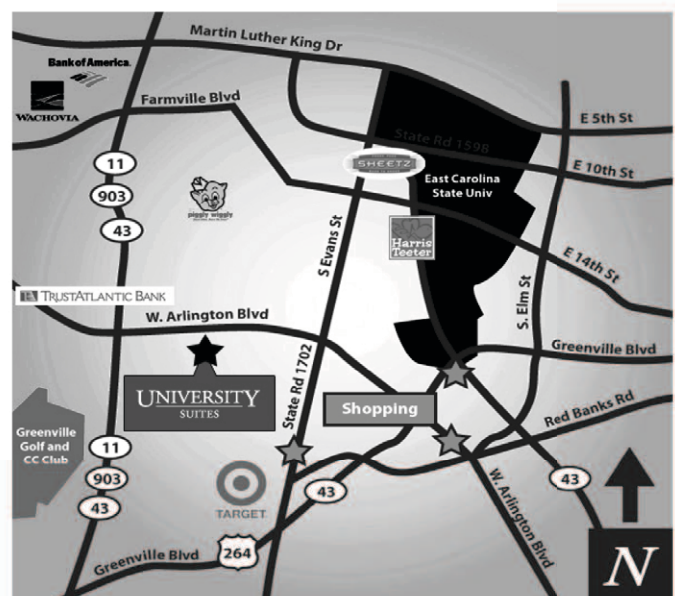 Martin Luther King Dr
Bank of America.
WACHOVIA
Farmville Blvd
E 5th St
State Rd 1598
SHEETZ
E 10th St
11
903
43
piggly wiggly
East Carolina
State Univ
Harris
Teeter
S Evans St
E 14th St
TRUSTATLANTIC BANK
W. Arlington Blvd
S. Elm St
Greenville Blvd
State Rd 1702
UNIVERSITY
SUITES
Shopping
Red Banks Rd
Greenville
Golf and
CC Club
11
903
43
TARGET
43
43
W. Arlington Blvd
Greenville Blvd
264
N